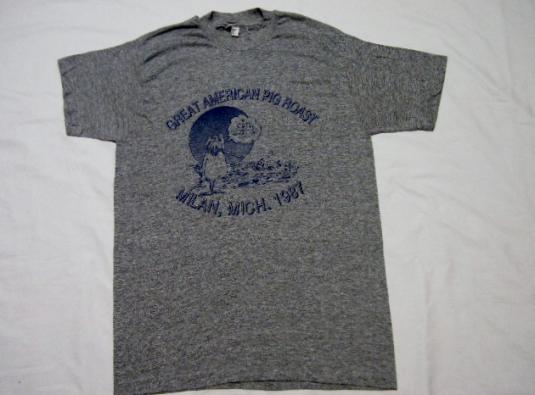 GREAT AMERICAN PIG ROAST
MILAN, MICH. 1987